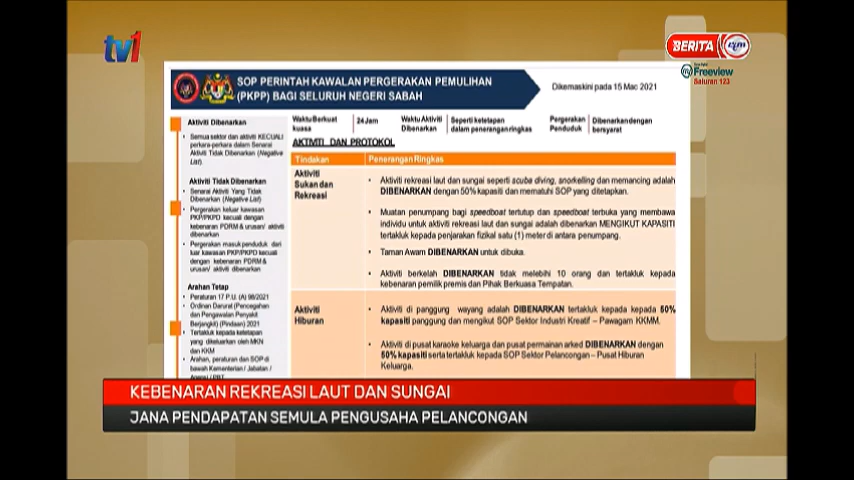 tv1
BERITA rtm
myFreeview
Saluran 123
SOP PERINTAH KAWALAN PERGERAKAN PEMULIHAN
(PKPP) BAGI SELURUH NEGERI SABAH
Dikemaskini pada 15 Mac 2021
Aktiviti Dibenarkan
• Semua sektor dan aktiviti KECUALI
perkara-perkara dalam Senarai
Aktiviti Tidak Dibenarkan (Negative
List)
Aktiviti Tidak Dibenarkan
• Senarai Aktiviti Yang Tidak
Dibenarkan (Negative List)
• Pergerakan keluar kawasan
PKP/PKPD kecuali dengan
kebenaran PDRM & urusan/ aktiviti
dibenarkan
• Pergerakan masuk penduduk dari
luar kawasan PKP/PKPD kecuali
dengan kebenaran PDRM &
urusan/ aktiviti dibenarkan
Arahan Tetap
• Peraturan 17 P.U. (A) 98/2021
• Ordinan Darurat (Pencegahan
dan Pengawalan Penyakit
Berjangkit) (Pindaan) 2021
• Tertakluk kepada ketetapan
yang dikeluarkan oleh MKN
dan KKM
• Arahan, peraturan dan SOP di
bawah Kementerian / Jabatan /
Agensi / PBT
Waktu Berkuat kuasa 24 Jam
Waktu Aktiviti Dibenarkan Seperti ketetapan dalam penerangan ringkas
Pergerakan Penduduk Dibenarkan dengan bersyarat
AKTIVITI DAN PROTOKOL
Tindakan Penerangan Ringkas
Aktiviti
Sukan dan
Rekreasi
• Aktiviti rekreasi laut dan sungai seperti scuba diving, snorkelling dan memancing adalah
DIBENARKAN dengan 50% kapasiti dan mematuhi SOP yang ditetapkan.
• Muatan penumpang bagi speedboat tertutup dan speedboat terbuka yang membawa
individu untuk aktiviti rekreasi laut dan sungai adalah dibenarkan MENGIKUT KAPASITI
tertakluk kepada penjarakan fizikal satu (1) meter di antara penumpang.
• Taman Awam DIBENARKAN untuk dibuka.
• Aktiviti berkelah DIBENARKAN tidak melebihi 10 orang dan tertakluk kepada
kebenaran pemilik premis dan Pihak Berkuasa Tempatan.
Aktiviti
Hiburan
• Aktiviti di panggung wayang adalah DIBENARKAN tertakluk kepada kepada 50%
kapasiti panggung dan mengikut SOP Sektor Industri Kreatif – Pawagam KKMM.
• Aktiviti di pusat karaoke keluarga dan pusat permainan arked DIBENARKAN dengan
50% kapasiti serta tertakluk kepada SOP Sektor Pelancongan – Pusat Hiburan
Keluarga.
KEBENARAN REKREASI LAUT DAN SUNGAI
JANA PENDAPATAN SEMULA PENGUSAHA PELANCONGAN